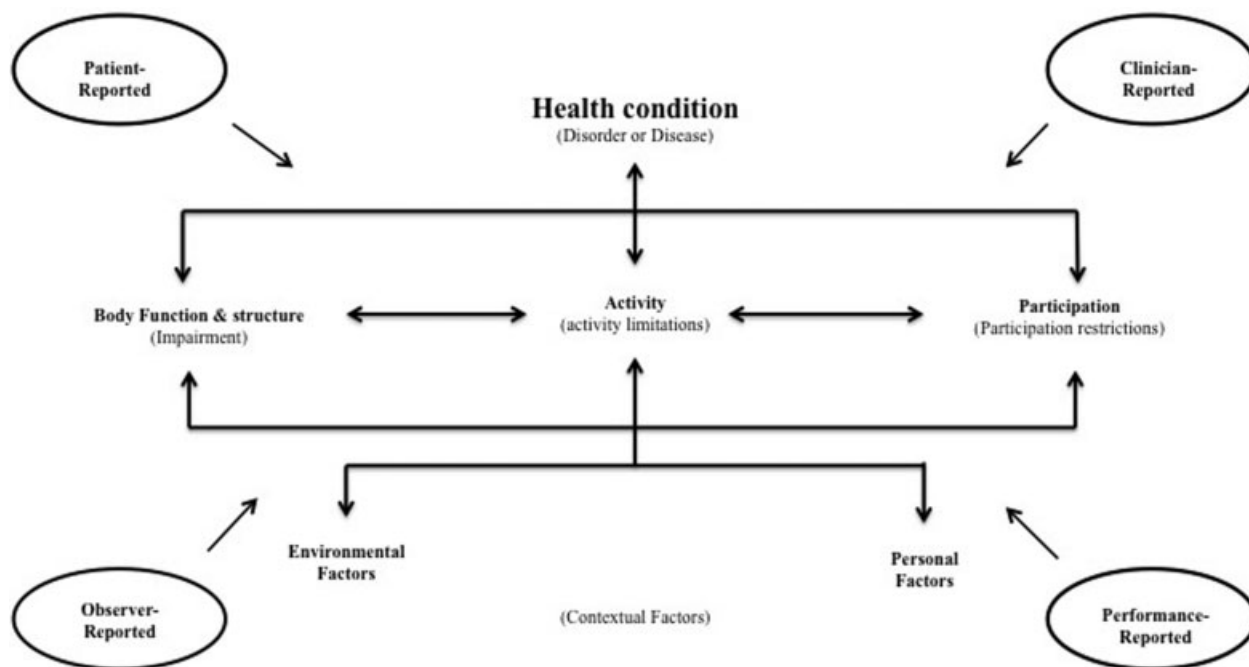 Patient-
Reported
Clinician-
Reported
Health condition
(Disorder or Disease)
Body Function & structure
(Impairment)
Activity
(activity limitations)
Participation
(Participation restrictions)
Environmental
Factors
Personal
Factors
(Contextual Factors)
Observer-
Reported
Performance-
Reported